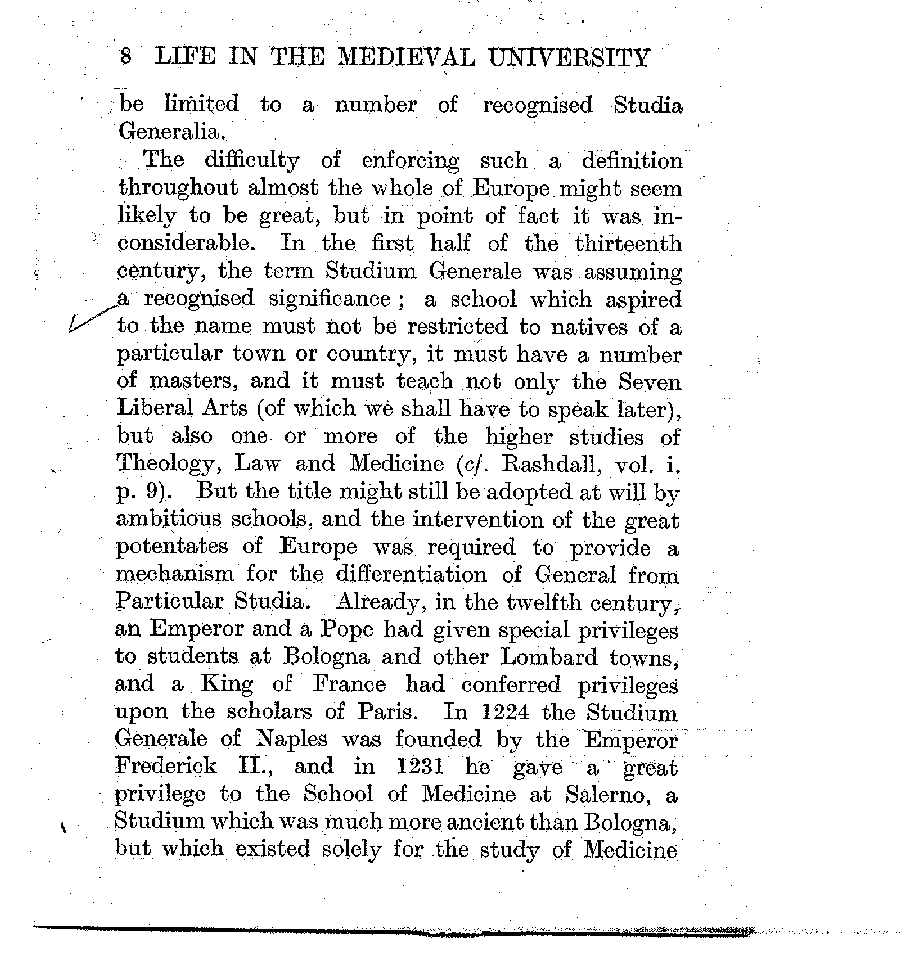 8 LIFE IN THE MEDIEVAL UNIVERSITY
be limited to a number of recognised Studia
Generalia.
The difficulty of enforcing such a definition
throughout almost the whole of Europe might seem
likely to be great, but in point of fact it was in-
considerable. In the first half of the thirteenth
century, the term Studium Generale was assuming
a recognised significance ; a school which aspired
to the name must not be restricted to natives of a
particular town or country, it must have a number
of masters, and it must teach not only the Seven
Liberal Arts (of which we shall have to speak later),
but also one or more of the higher studies of
Theology, Law and Medicine (cf. Rashdall, vol. i.
p. 9). But the title might still be adopted at will by
ambitious schools, and the intervention of the great
potentates of Europe was required to provide a
mechanism for the differentiation of General from
Particular Studia. Already, in the twelfth century,
an Emperor and a Pope had given special privileges
to students at Bologna and other Lombard towns,
and a King of France had conferred privileges
upon the scholars of Paris. In 1224 the Studium
Generale of Naples was founded by the Emperor
Frederick II., and in 1231 he gave a great
privilege to the School of Medicine at Salerno, a
Studium which was much more ancient than Bologna,
but which existed solely for the study of Medicine